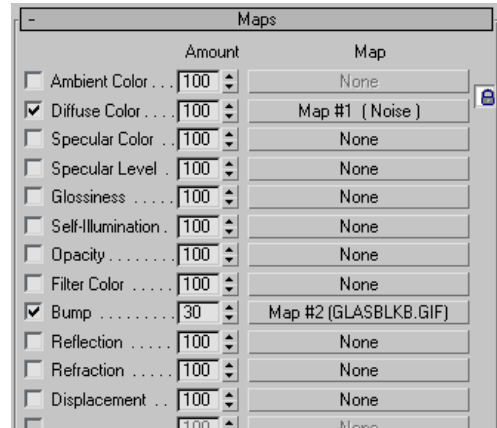 - Maps
Amount Map
Ambient Color . . . 100 None
Diffuse Color . . . . 100 Map #1 ( Noise )
Specular Color . . 100 None
Specular Level . 100 None
Glossiness . . . . . 100 None
Self-Illumination . 100 None
Opacity . . . . . . . . 100 None
Filter Color . . . . . 100 None
Bump . . . . . . . . . 30 Map #2 (GLASBLKB.GIF)
Reflection . . . . . 100 None
Refraction . . . . . 100 None
Displacement . . 100 None
100 None